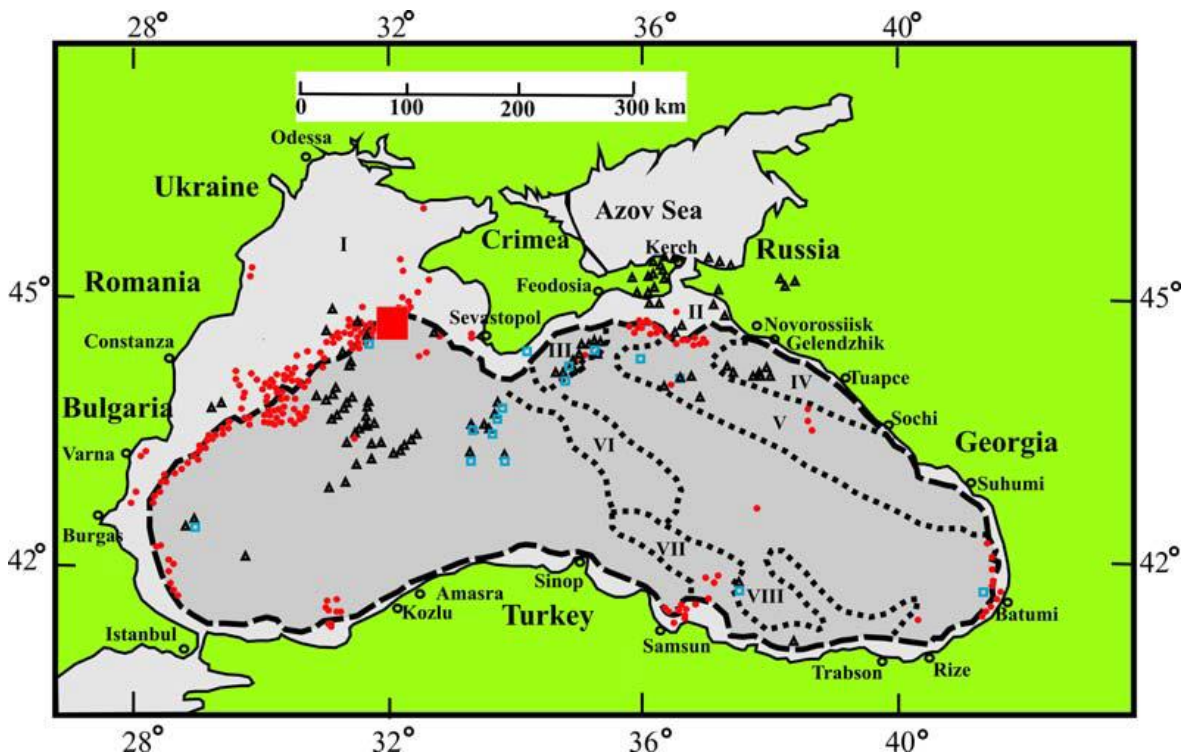 28° 32° 36° 40°
0 100 200 300 km
Odessa
Ukraine
Azov Sea
I
Crimea
Kerch
Russia
Romania
Feodosia
45° 45°
II
Sevastopol
Novorossiisk
Constanza
Gelendzhik
III
IV
Tuapce
Bulgaria
V
Sochi
Georgia
Varna
VI
Suhumi
Burgas
VII
42° 42°
Sinop
VIII
Amasra
Kozlu
Turkey
Batumi
Istanbul
Samsun
Trabson
Rize
28° 32° 36° 40°